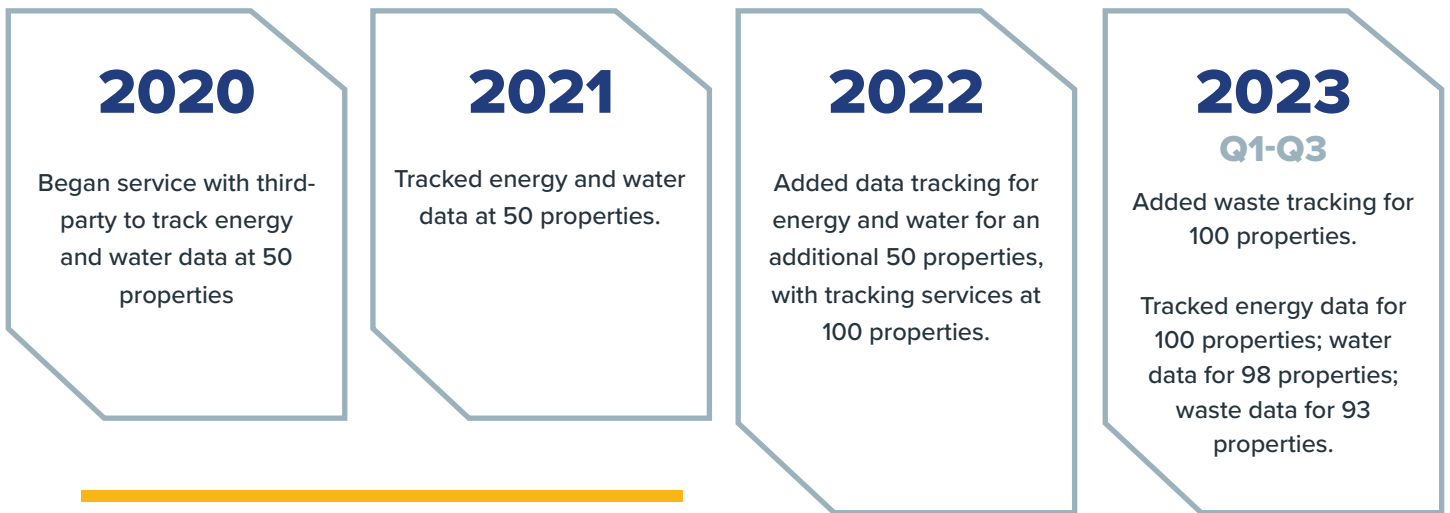 2020
Began service with third-
party to track energy
and water data at 50
properties
2021
Tracked energy and water
data at 50 properties.
2022
Added data tracking for
energy and water for an
additional 50 properties,
with tracking services at
100 properties.
2023
Q1-Q3
Added waste tracking for
100 properties.
Tracked energy data for
100 properties; water
data for 98 properties;
waste data for 93
properties.